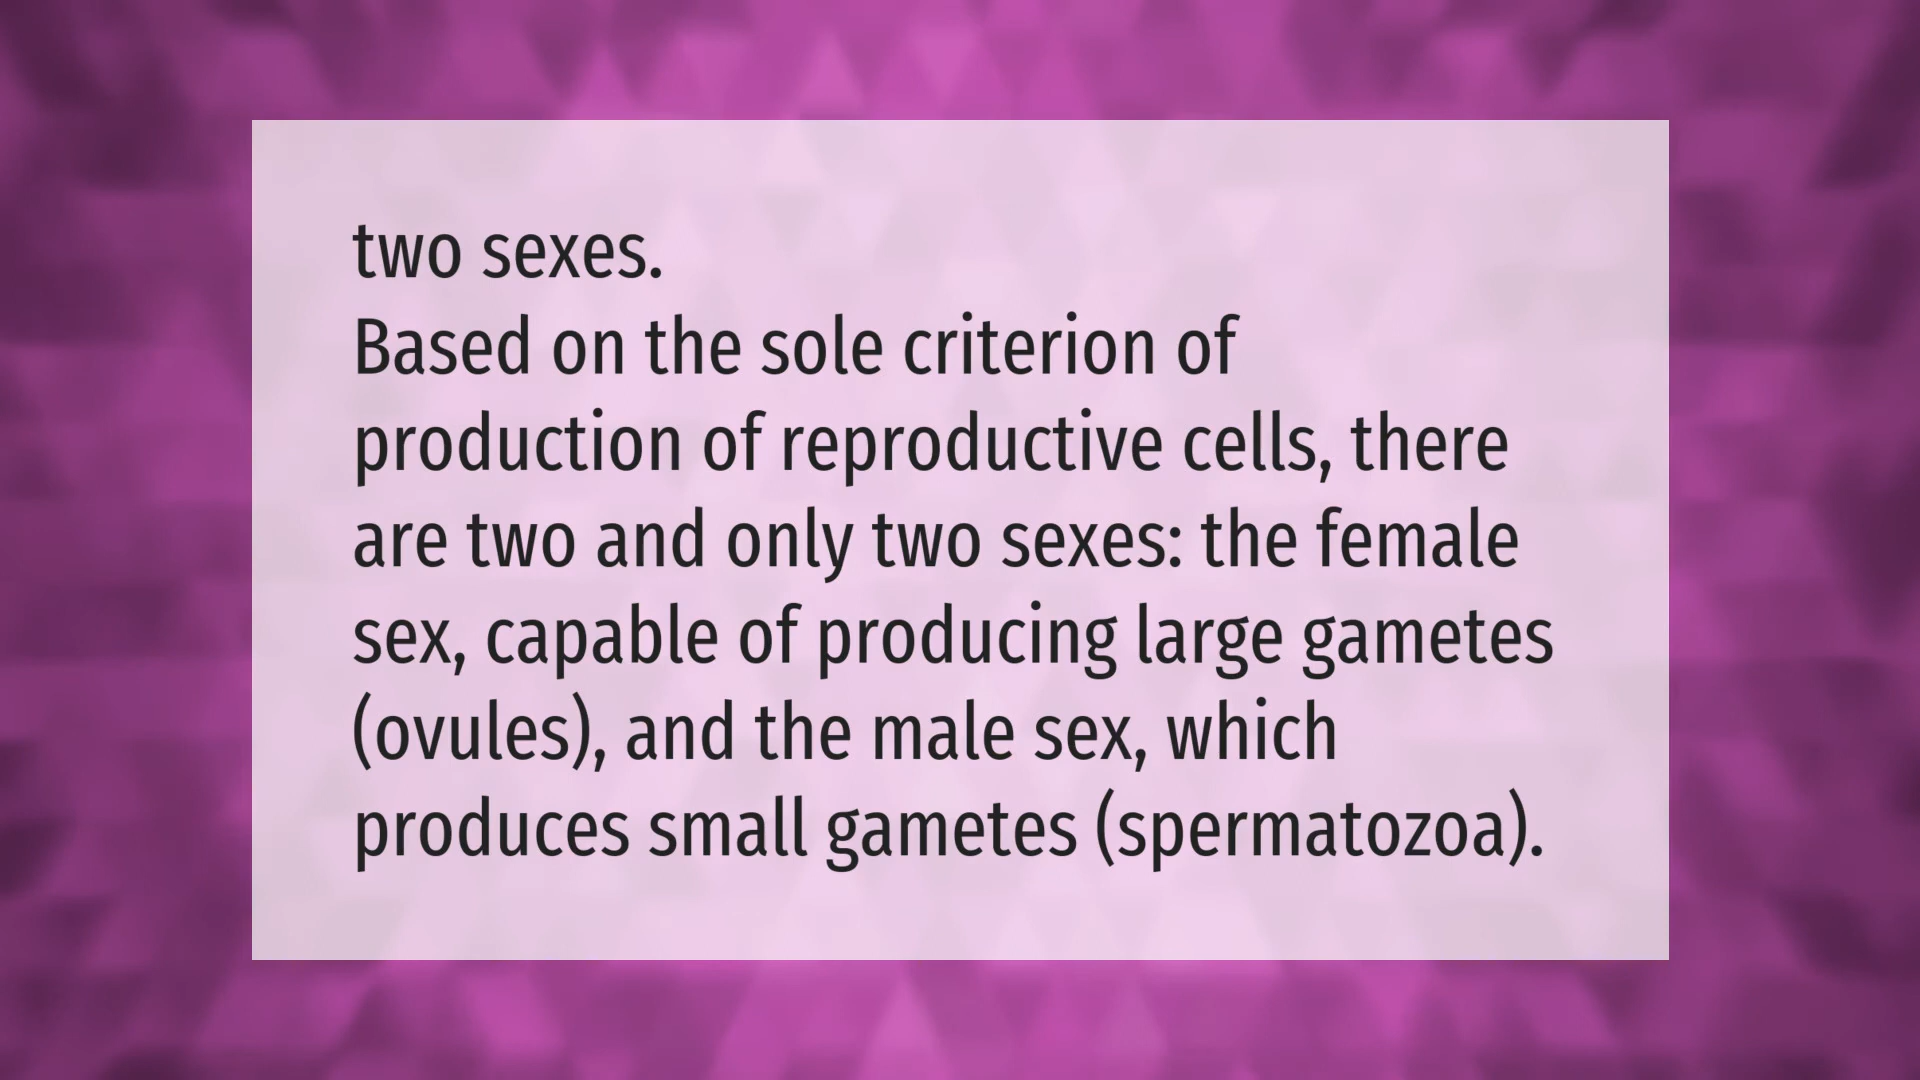 two sexes.
Based on the sole criterion of
production of reproductive cells, there
are two and only two sexes: the female
sex, capable of producing large gametes
(ovules), and the male sex, which
produces small gametes (spermatozoa).